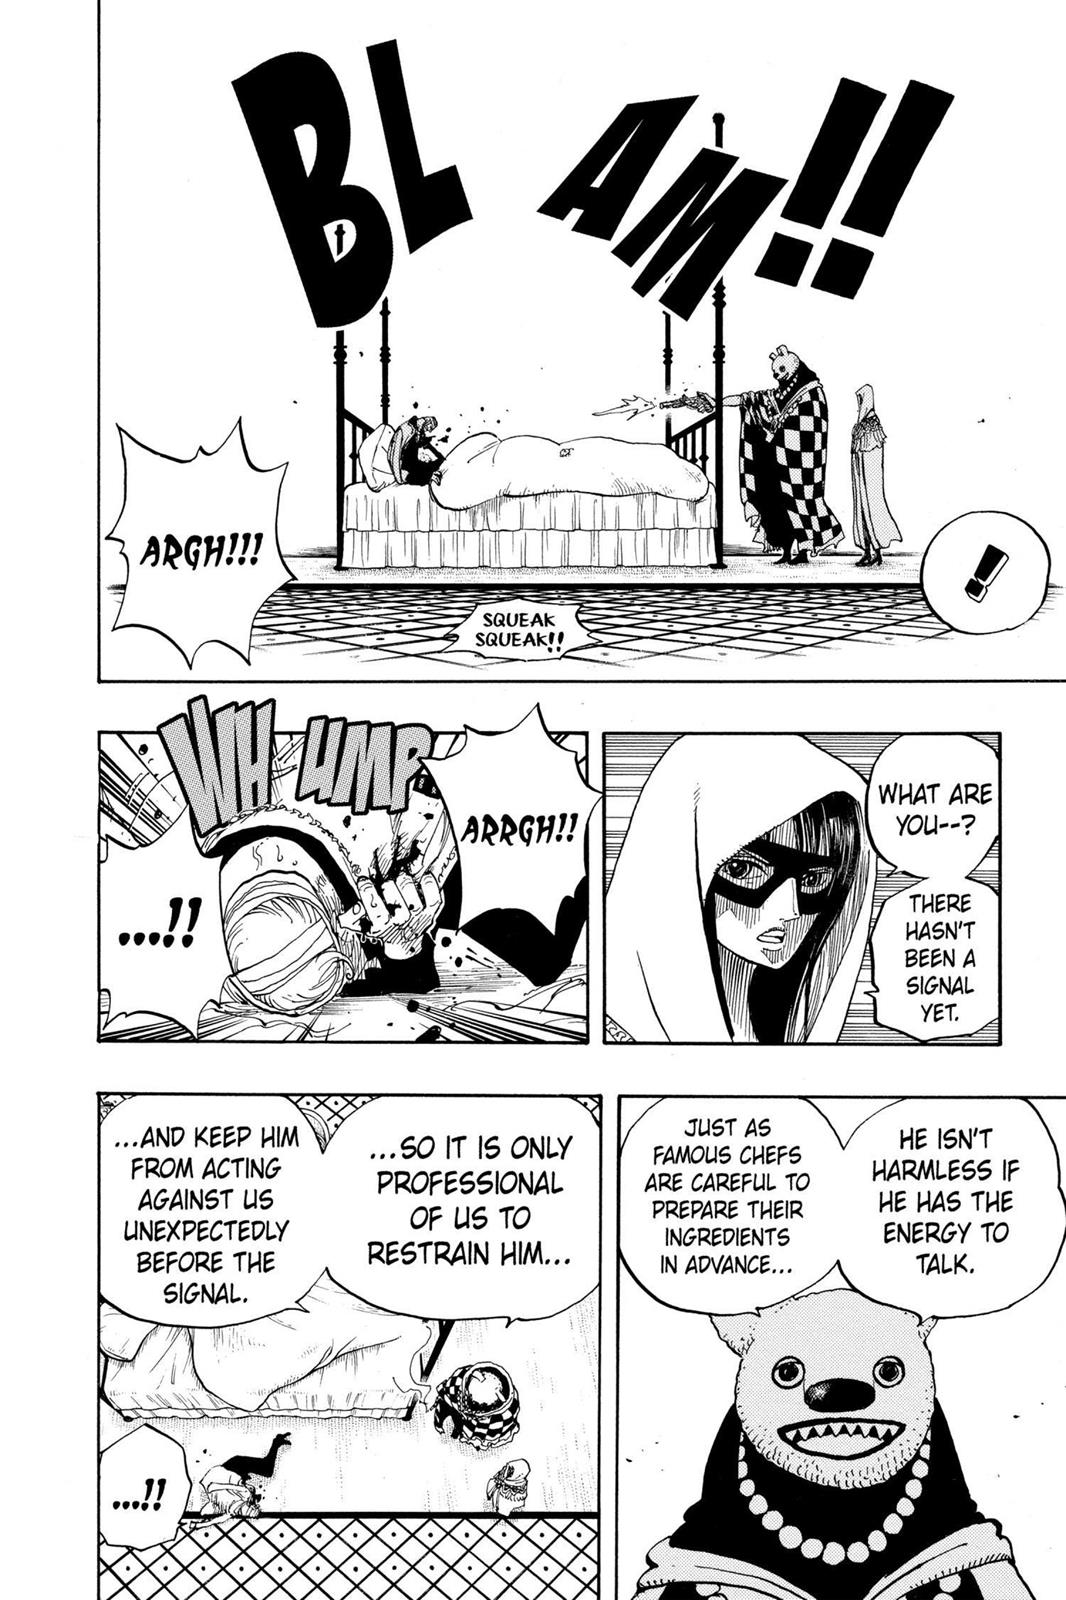 BLAM!!
ARGH!!!
!
SQUEAK
SQUEAK!!
WHUMP
ARRGH!!
...!!
WHAT ARE
YOU--?
THERE
HASN'T
BEEN A
SIGNAL
YET.
HE ISN'T
HARMLESS IF
HE HAS THE
ENERGY TO
TALK.
JUST AS
FAMOUS CHEFS
ARE CAREFUL TO
PREPARE THEIR
INGREDIENTS
IN ADVANCE...
...SO IT IS ONLY
PROFESSIONAL
OF US TO
RESTRAIN HIM...
...AND KEEP HIM
FROM ACTING
AGAINST US
UNEXPECTEDLY
BEFORE THE
SIGNAL.
...!!